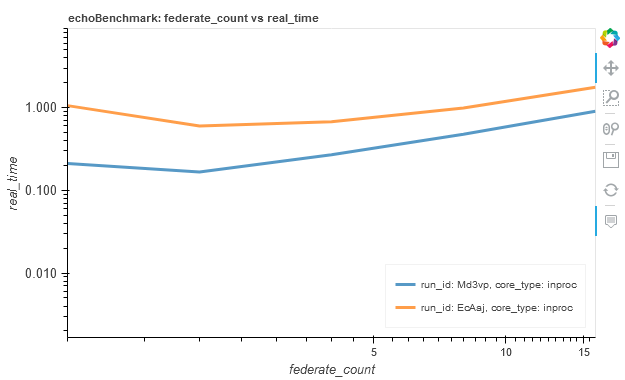 echoBenchmark: federate_count vs real_time
1.000
0.100
0.010
real_time
run_id: Md3vp, core_type: inproc
run_id: EcAaj, core_type: inproc
5
10
15
federate_count